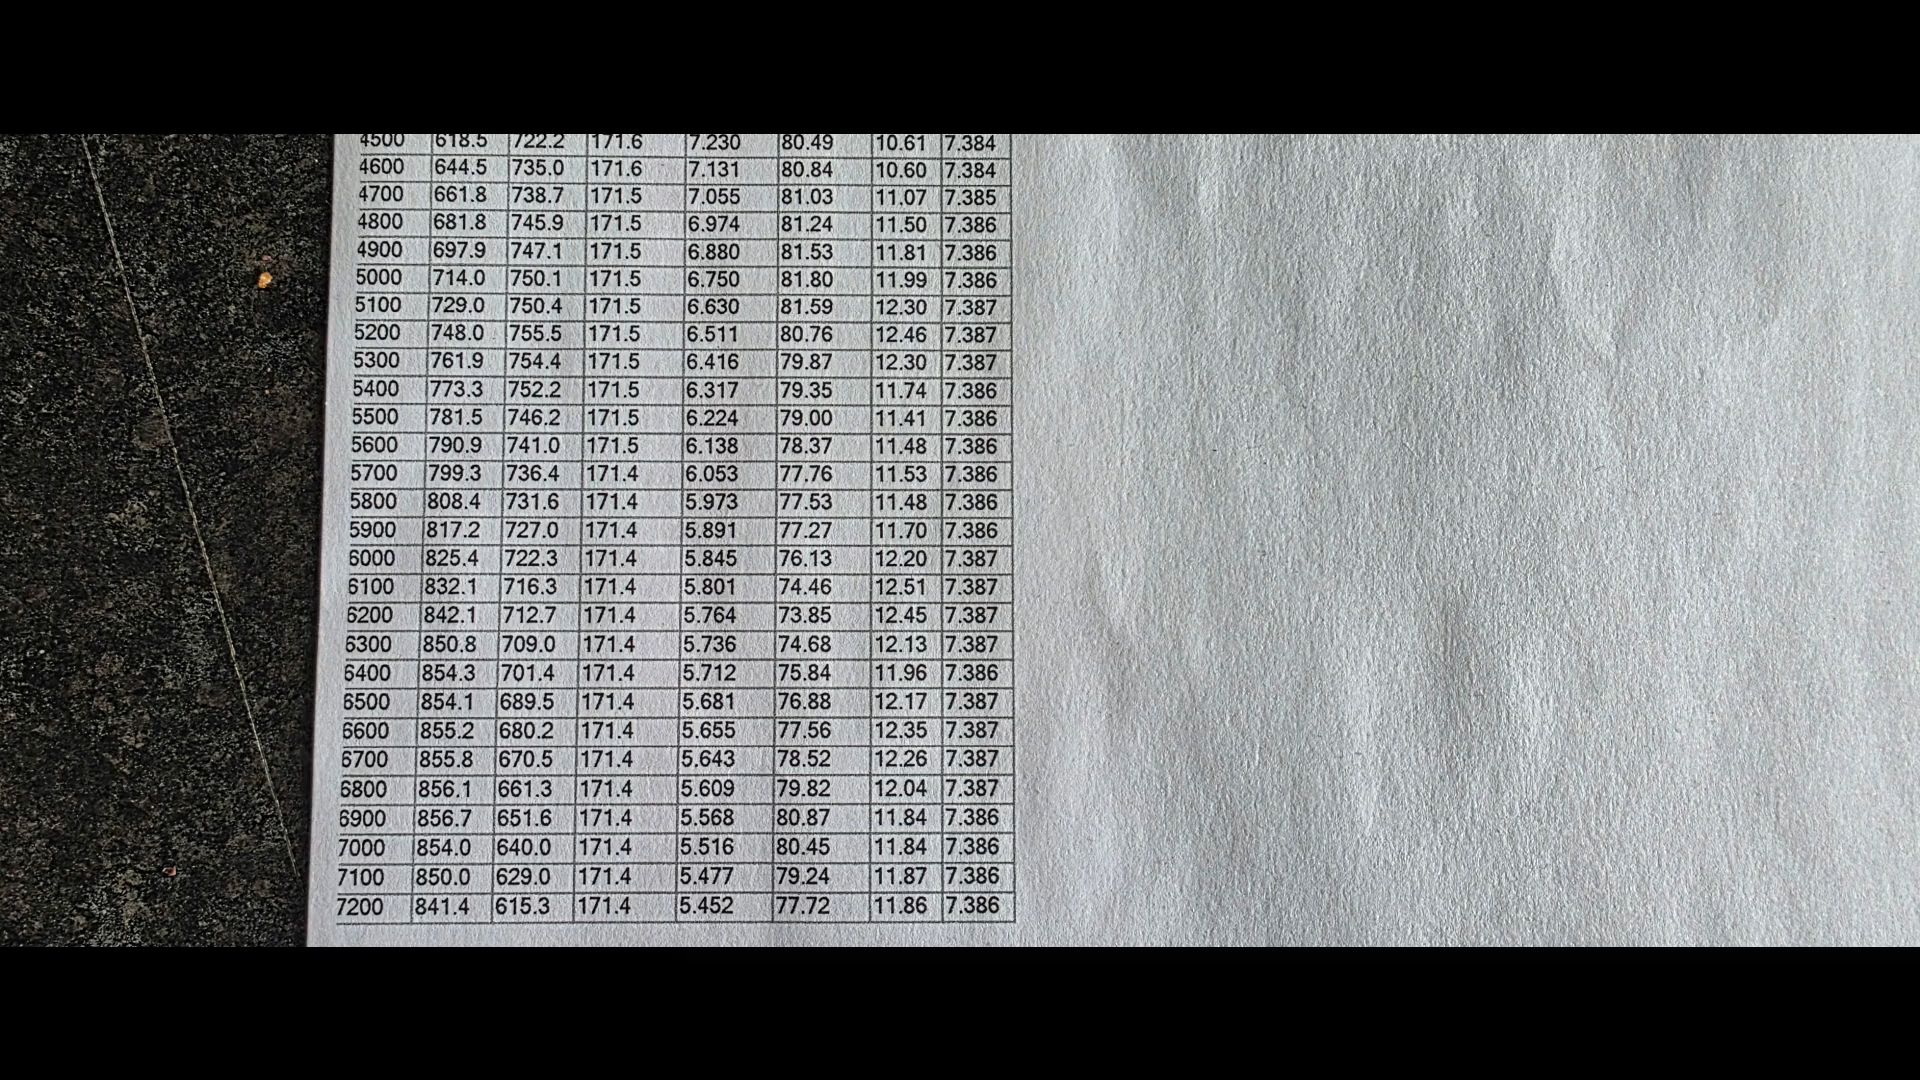 4500 618.5 722.2 171.6 7.230 80.49 10.61 7.384
4600 644.5 735.0 171.6 7.131 80.84 10.60 7.384
4700 661.8 738.7 171.5 7.055 81.03 11.07 7.385
4800 681.8 745.9 171.5 6.974 81.24 11.50 7.386
4900 697.9 747.1 171.5 6.880 81.53 11.81 7.386
5000 714.0 750.1 171.5 6.750 81.80 11.99 7.386
5100 729.0 750.4 171.5 6.630 81.59 12.30 7.387
5200 748.0 755.5 171.5 6.511 80.76 12.46 7.387
5300 761.9 754.4 171.5 6.416 79.87 12.30 7.387
5400 773.3 752.2 171.5 6.317 79.35 11.74 7.386
5500 781.5 746.2 171.5 6.224 79.00 11.41 7.386
5600 790.9 741.0 171.5 6.138 78.37 11.48 7.386
5700 799.3 736.4 171.4 6.053 77.76 11.53 7.386
5800 808.4 731.6 171.4 5.973 77.53 11.48 7.386
5900 817.2 727.0 171.4 5.891 77.27 11.70 7.386
6000 825.4 722.3 171.4 5.845 76.13 12.20 7.387
6100 832.1 716.3 171.4 5.801 74.46 12.51 7.387
6200 842.1 712.7 171.4 5.764 73.85 12.45 7.387
6300 850.8 709.0 171.4 5.736 74.68 12.13 7.387
6400 854.3 701.4 171.4 5.712 75.84 11.96 7.386
6500 854.1 689.5 171.4 5.681 76.88 12.17 7.387
6600 855.2 680.2 171.4 5.655 77.56 12.35 7.387
6700 855.8 670.5 171.4 5.643 78.52 12.26 7.387
6800 856.1 661.3 171.4 5.609 79.82 12.04 7.387
6900 856.7 651.6 171.4 5.568 80.87 11.84 7.386
7000 854.0 640.0 171.4 5.516 80.45 11.84 7.386
7100 850.0 629.0 171.4 5.477 79.24 11.87 7.386
7200 841.4 615.3 171.4 5.452 77.72 11.86 7.386